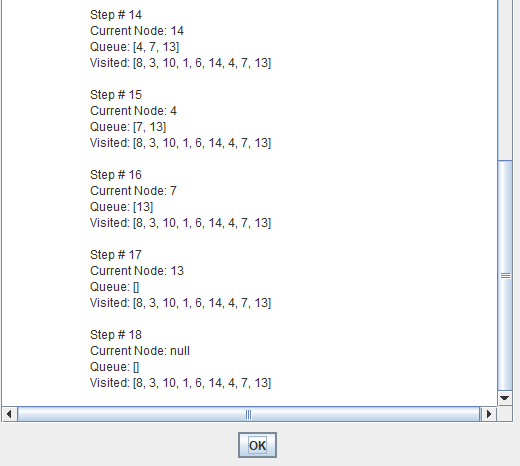 Step # 14
Current Node: 14
Queue: [4, 7, 13]
Visited: [8, 3, 10, 1, 6, 14, 4, 7, 13]
Step # 15
Current Node: 4
Queue: [7, 13]
Visited: [8, 3, 10, 1, 6, 14, 4, 7, 13]
Step # 16
Current Node: 7
Queue: [13]
Visited: [8, 3, 10, 1, 6, 14, 4, 7, 13]
Step # 17
Current Node: 13
Queue: []
Visited: [8, 3, 10, 1, 6, 14, 4, 7, 13]
Step # 18
Current Node: null
Queue: []
Visited: [8, 3, 10, 1, 6, 14, 4, 7, 13]
OK